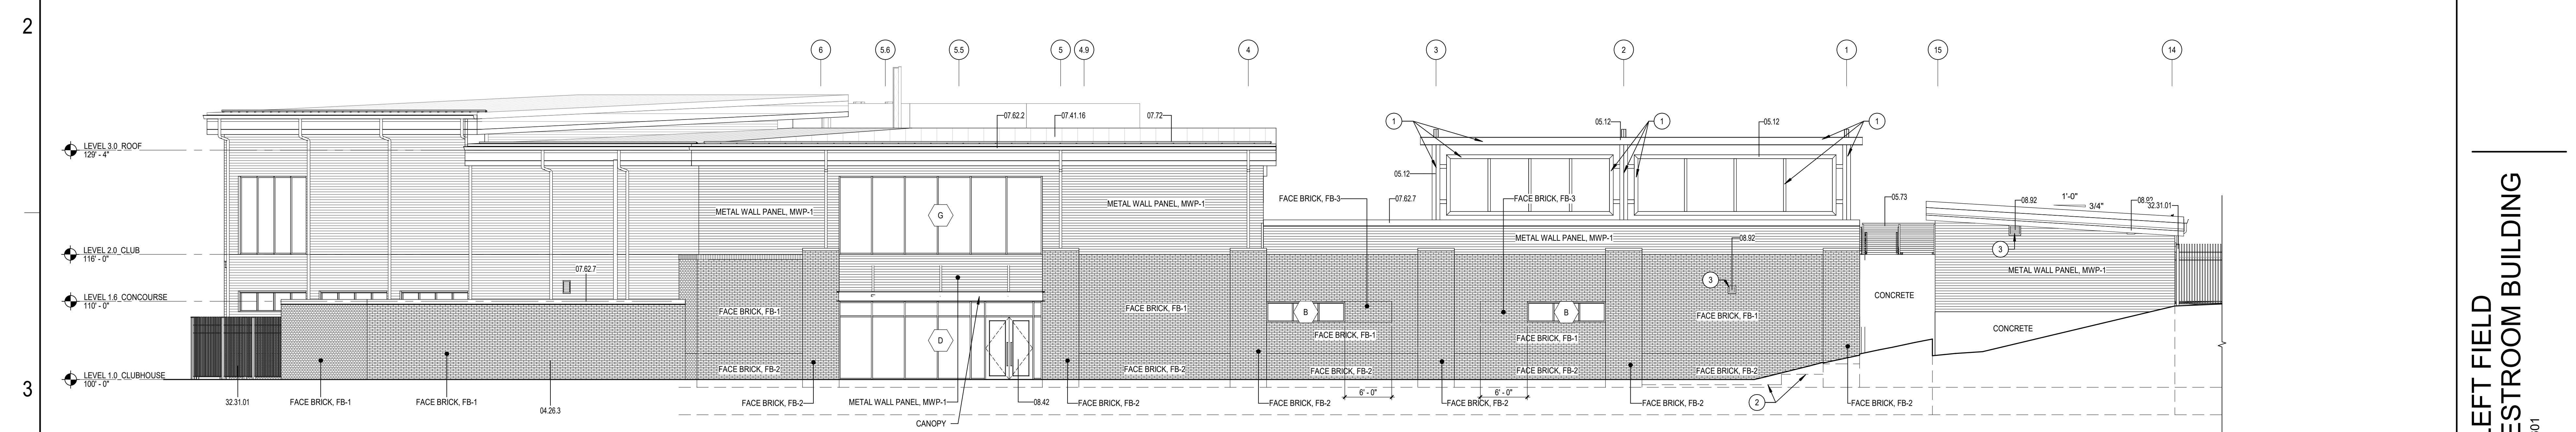 2
6
5.6
5.5
5
4.9
4
3
2
1
15
14
LEVEL 3.0 ROOF
129' - 4"
LEVEL 2.0 CLUB
116' - 0"
LEVEL 1.6 CONCOURSE
110' - 0"
LEVEL 1.0 CLUBHOUSE
100' - 0"
3
07.62.2
07.41.16
07.72
1
05.12
1
05.12
1
05.12
METAL WALL PANEL, MWP-1
G
METAL WALL PANEL, MWP-1
FACE BRICK, FB-3
07.62.7
FACE BRICK, FB-3
METAL WALL PANEL, MWP-1
08.92
3
05.73
08.92
1'-0"
3/4"
08.92
32.31.01
3
METAL WALL PANEL, MWP-1
07.62.7
FACE BRICK, FB-1
FACE BRICK, FB-1
B
FACE BRICK, FB-1
B
FACE BRICK, FB-1
FACE BRICK, FB-1
CONCRETE
CONCRETE
D
FACE BRICK, FB-2
FACE BRICK, FB-2
FACE BRICK, FB-2
FACE BRICK, FB-2
FACE BRICK, FB-2
32.31.01
FACE BRICK, FB-1
FACE BRICK, FB-1
04.26.3
FACE BRICK, FB-2
METAL WALL PANEL, MWP-1
08.42
CANOPY
FACE BRICK, FB-2
FACE BRICK, FB-2
6' - 0"
FACE BRICK, FB-2
6' - 0"
FACE BRICK, FB-2
2
FACE BRICK, FB-2
LEFT FIELD
ESTROOM BUILDING